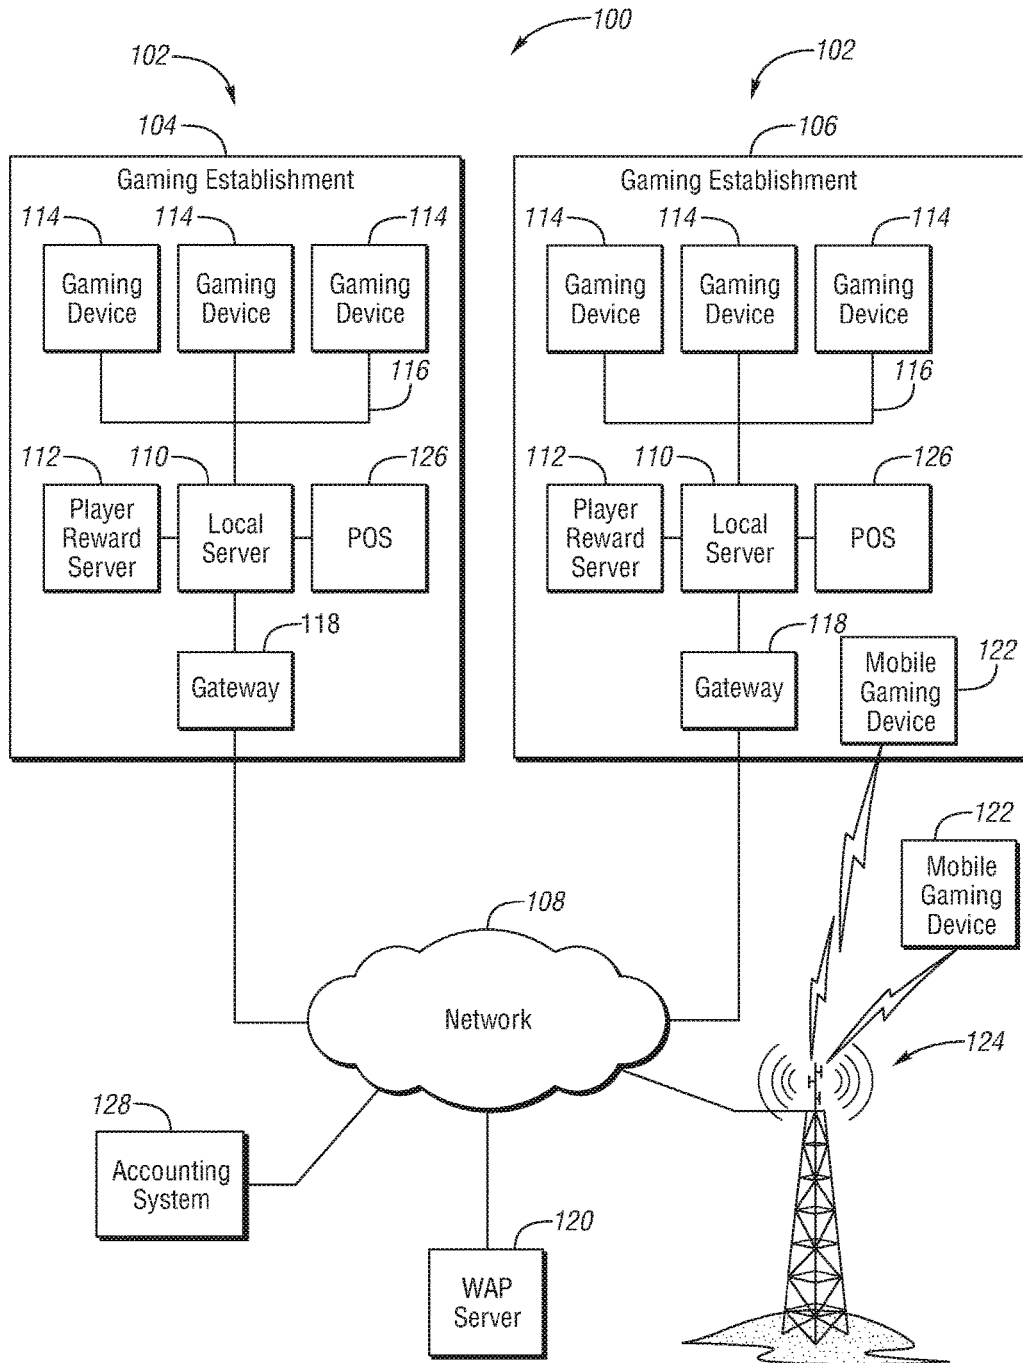 100
102
102
104
106
Gaming Establishment
Gaming Establishment
114
114
114
114
114
114
Gaming
Device
Gaming
Device
Gaming
Device
Gaming
Device
Gaming
Device
Gaming
Device
116
116
112
110
126
112
110
126
Player
Reward
Server
Local
Server
POS
Player
Reward
Server
Local
Server
POS
118
118
Gateway
Gateway
Mobile
Gaming
Device
122
122
Mobile
Gaming
Device
108
Network
124
128
Accounting
System
120
WAP
Server